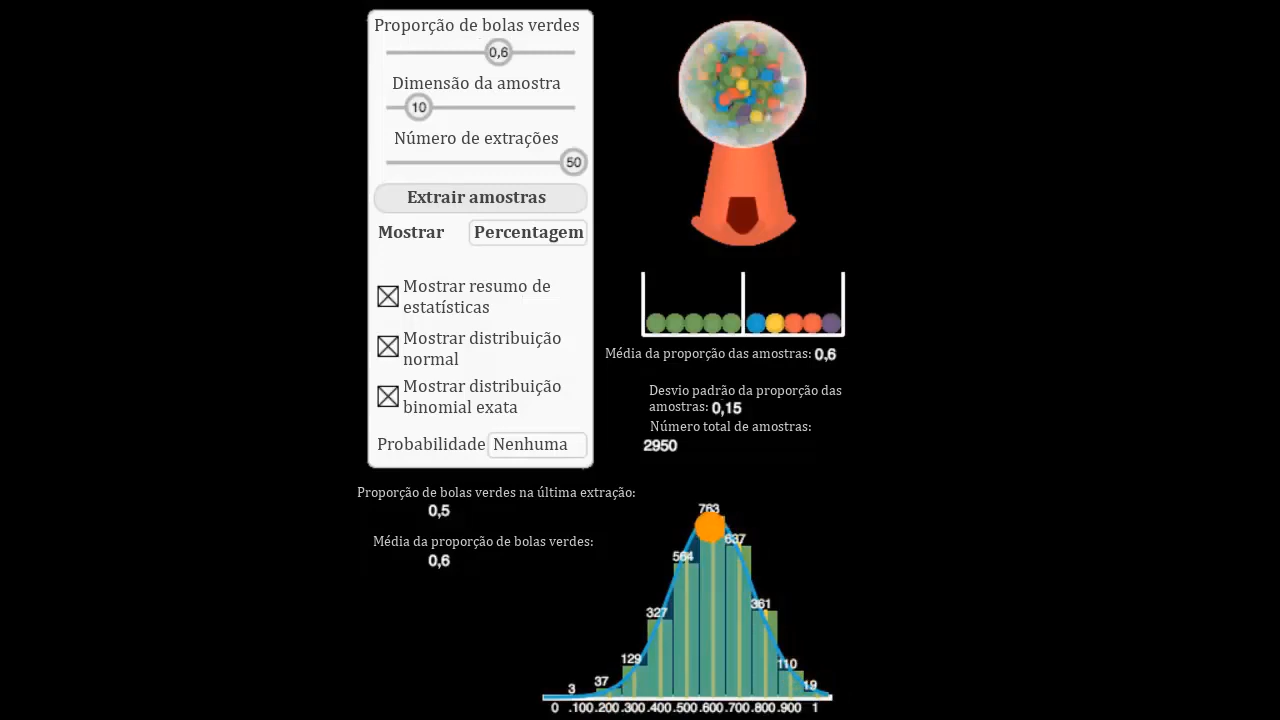 Proporção de bolas verdes
0,6
Dimensão da amostra
10
Número de extrações
50
Extrair amostras
Mostrar Percentagem
Mostrar resumo de
estatísticas
Mostrar distribuição
normal
Mostrar distribuição
binomial exata
Probabilidade Nenhuma
Média da proporção das amostras: 0,6
Desvio padrão da proporção das
amostras: 0,15
Número total de amostras:
2950
Proporção de bolas verdes na última extração:
0,5
Média da proporção de bolas verdes:
0,6
763
637
564
361
327
129
110
37
19
3
0 .100 .200 .300 .400 .500 .600 .700 .800 .900 1